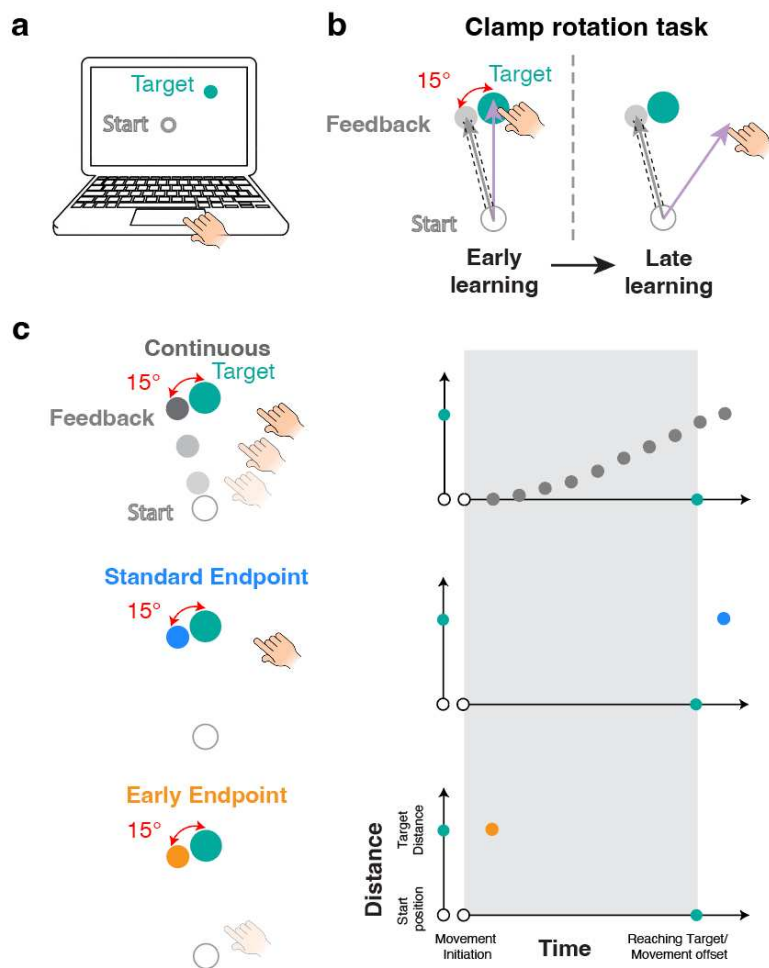 a
Target
Start
b
Clamp rotation task
15°
Target
Feedback
Start
Early
learning
Late
learning
c
Continuous
15°
Target
Feedback
Start
Standard Endpoint
15°
Early Endpoint
15°
Distance
Target
Distance
Start
position
Movement
Initiation
Time
Reaching Target/
Movement offset